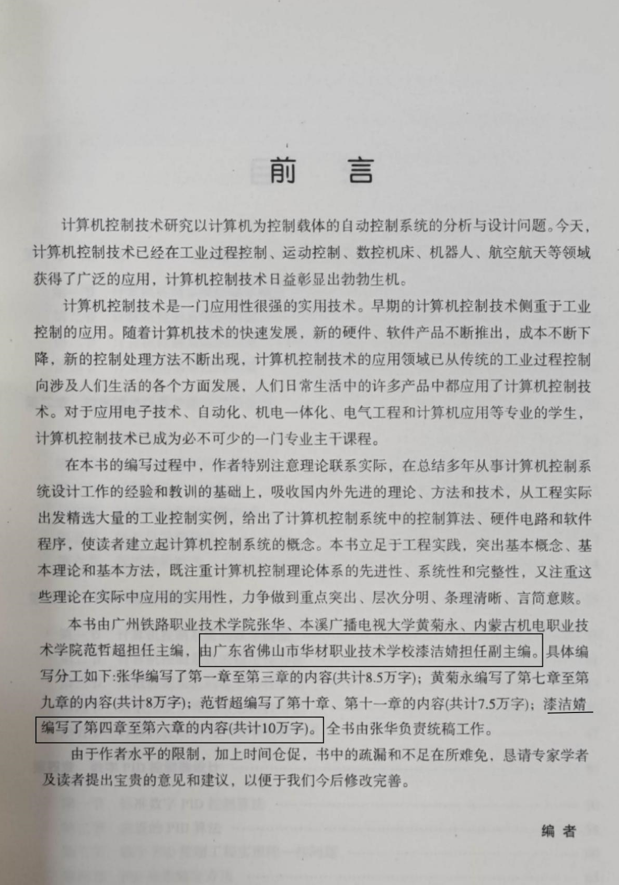 前 言
计算机控制技术研究以计算机为控制载体的自动控制系统的分析与设计问题。今天,
计算机控制技术已经在工业过程控制、运动控制、数控机床、机器人、航空航天等领域
获得了广泛的应用，计算机控制技术日益彰显出勃勃生机。
计算机控制技术是一门应用性很强的实用技术。早期的计算机控制技术侧重于工业
控制的应用。随着计算机技术的快速发展，新的硬件、软件产品不断推出，成本不断下
降，新的控制处理方法不断出现，计算机控制技术的应用领域已从传统的工业过程控制
向涉及人们生活的各个方面发展，人们日常生活中的许多产品中都应用了计算机控制技
术。对于应用电子技术、自动化、机电一体化、电气工程和计算机应用等专业的学生，
计算机控制技术已成为必不可少的一门专业主干课程。
在本书的编写过程中，作者特别注意理论联系实际，在总结多年从事计算机控制系
统设计工作的经验和教训的基础上，吸收国内外先进的理论、方法和技术，从工程实际
出发精选大量的工业控制实例，给出了计算机控制系统中的控制算法、硬件电路和软件
程序，使读者建立起计算机控制系统的概念。本书立足于工程实践，突出基本概念、基
本理论和基本方法，既注重计算机控制理论体系的先进性、系统性和完整性，又注重这
些理论在实际中应用的实用性，力争做到重点突出、层次分明、条理清晰、言简意赅。
本书由广州铁路职业技术学院张华、本溪广播电视大学黄菊永、内蒙古机电职业技
术学院范哲超担任主编，由广东省佛山市华材职业技术学校漆洁婧担任副主编。具体编
写分工如下:张华编写了第一章至第三章的内容(共计8.5万字)；黄菊永编写了第七章至第
九章的内容(共计8万字)；范哲超编写了第十章、第十一章的内容(共计7.5万字)；漆洁婧
编写了第四章至第六章的内容(共计10万字)。全书由张华负责统稿工作。
由于作者水平的限制，加上时间仓促，书中的疏漏和不足在所难免，恳请专家学者
及读者提出宝贵的意见和建议，以便于我们今后修改完善。
编 者